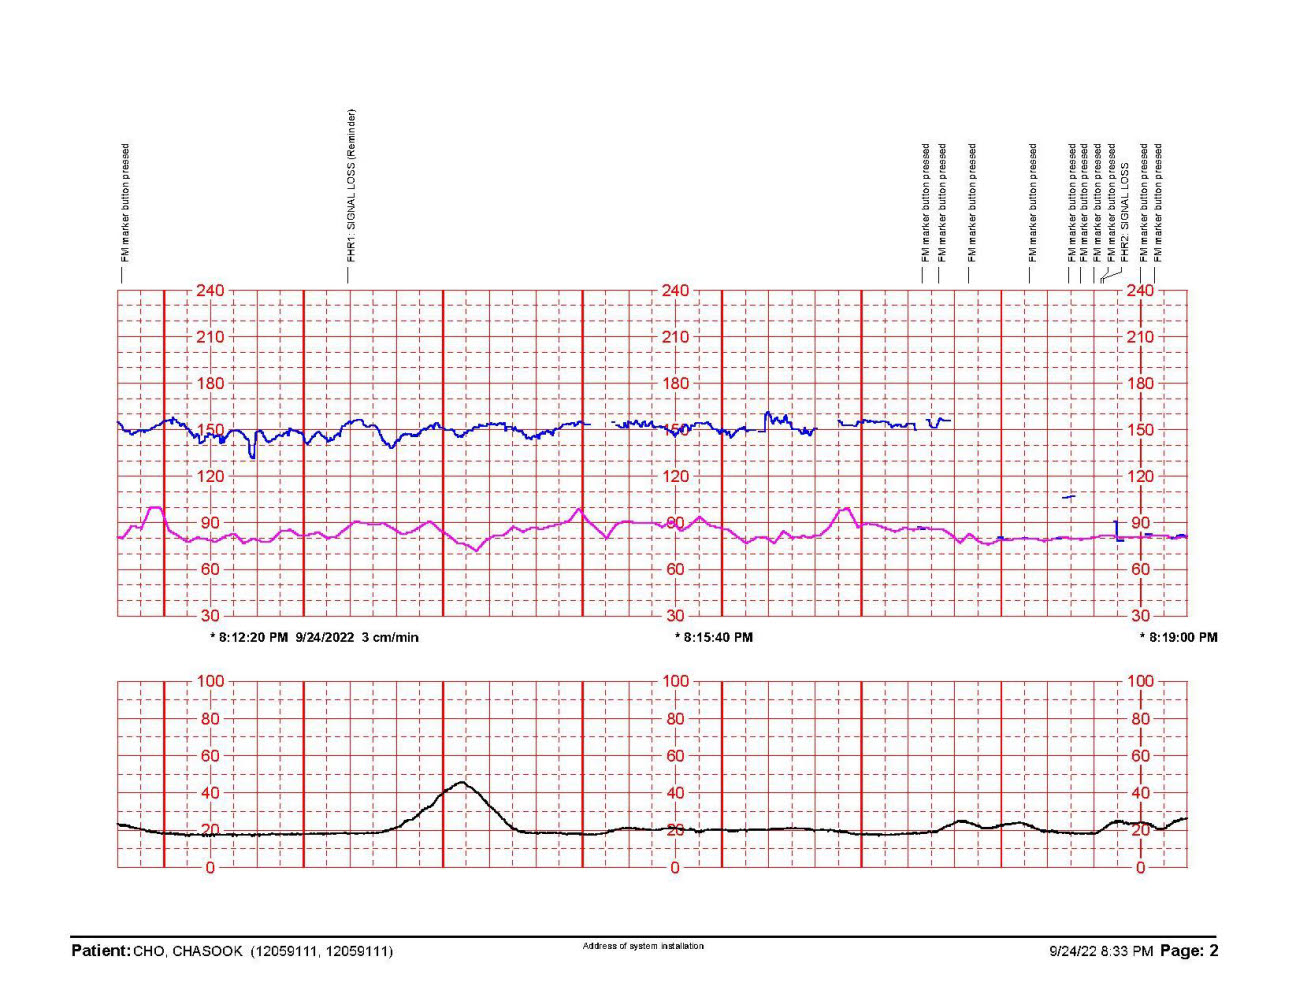 FM marker button pressed
FHR1: SIGNAL LOSS (Reminder)
FM marker button pressed
FM marker button pressed
FM marker button pressed
FM marker button pressed
FM marker button pressed
FM marker button pressed
FM marker button pressed
FM marker button pressed
FHR2: SIGNAL LOSS
FM marker button pressed
FM marker button pressed
240 240 240
210 210 210
180 180 180
150 150 150
120 120 120
90 90 90
60 60 60
30 30 30
* 8:12:20 PM 9/24/2022 3 cm/min * 8:15:40 PM * 8:19:00 PM
100 100 100
80 80 80
60 60 60
40 40 40
20 20 20
0 0 0
Patient: CHO, CHASOOK (12059111, 12059111) Address of system installation 9/24/22 8:33 PM Page: 2